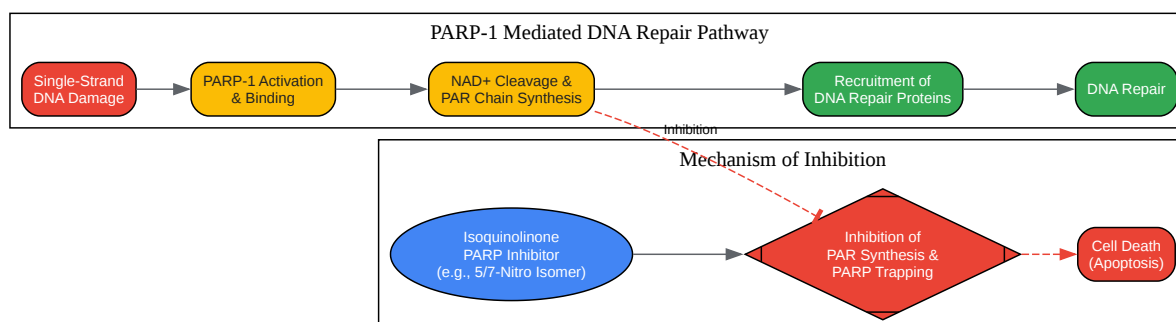 PARP-1 Mediated DNA Repair Pathway
Single-Strand
DNA Damage
PARP-1 Activation
& Binding
NAD+ Cleavage &
PAR Chain Synthesis
Recruitment of
DNA Repair Proteins
DNA Repair
Inhibition
Mechanism of Inhibition
Isoquinolinone
PARP Inhibitor
(e.g., 5/7-Nitro Isomer)
Inhibition of
PAR Synthesis &
PARP Trapping
Cell Death
(Apoptosis)